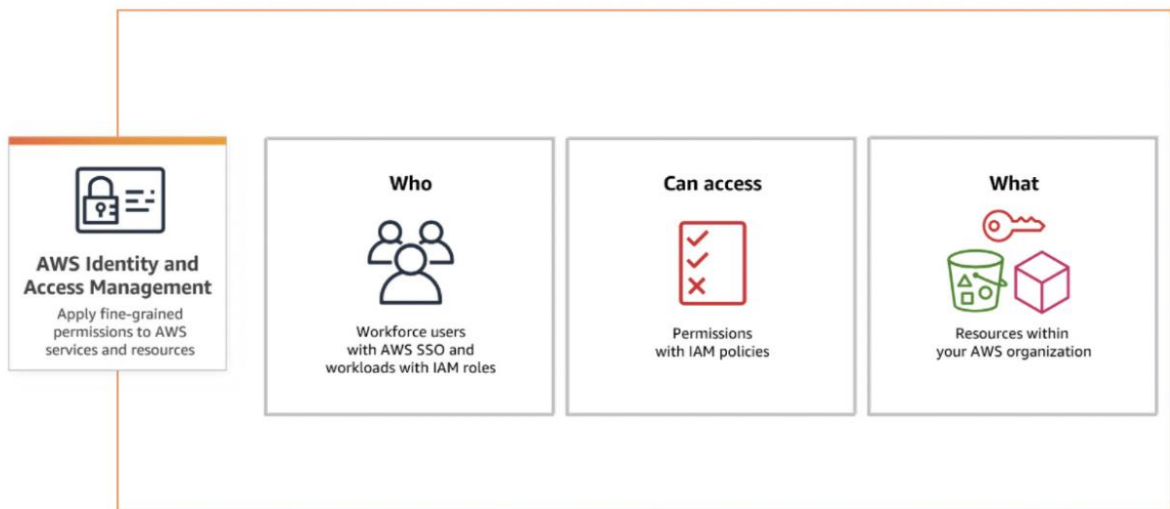 AWS Identity and
Access Management
Apply fine-grained
permissions to AWS
services and resources
Who
Workforce users
with AWS SSO and
workloads with IAM roles
Can access
Permissions
with IAM policies
What
Resources within
your AWS organization